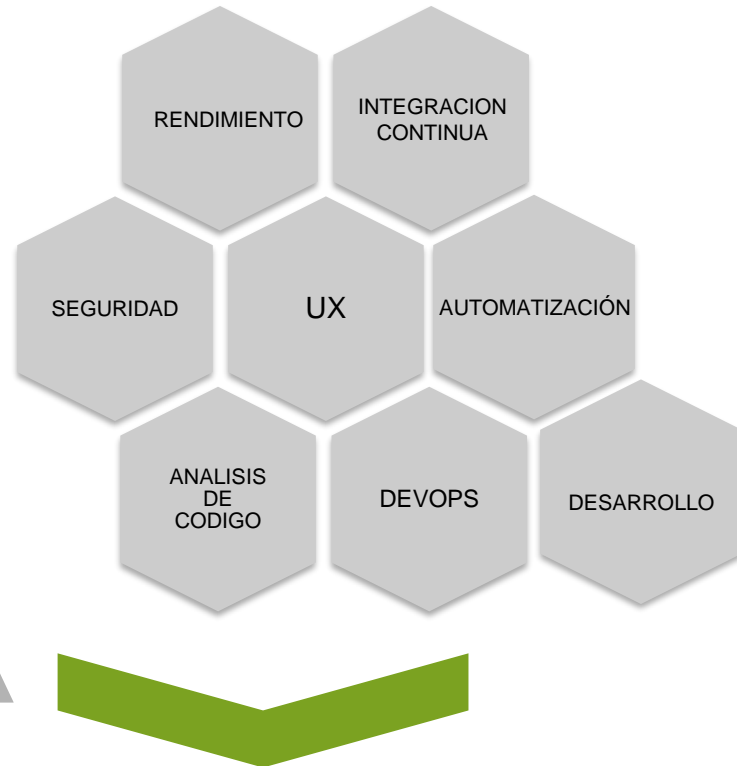 RENDIMIENTO
INTEGRACION
CONTINUA
SEGURIDAD
UX
AUTOMATIZACIÓN
ANALISIS
DE
CODIGO
DEVOPS
DESARROLLO